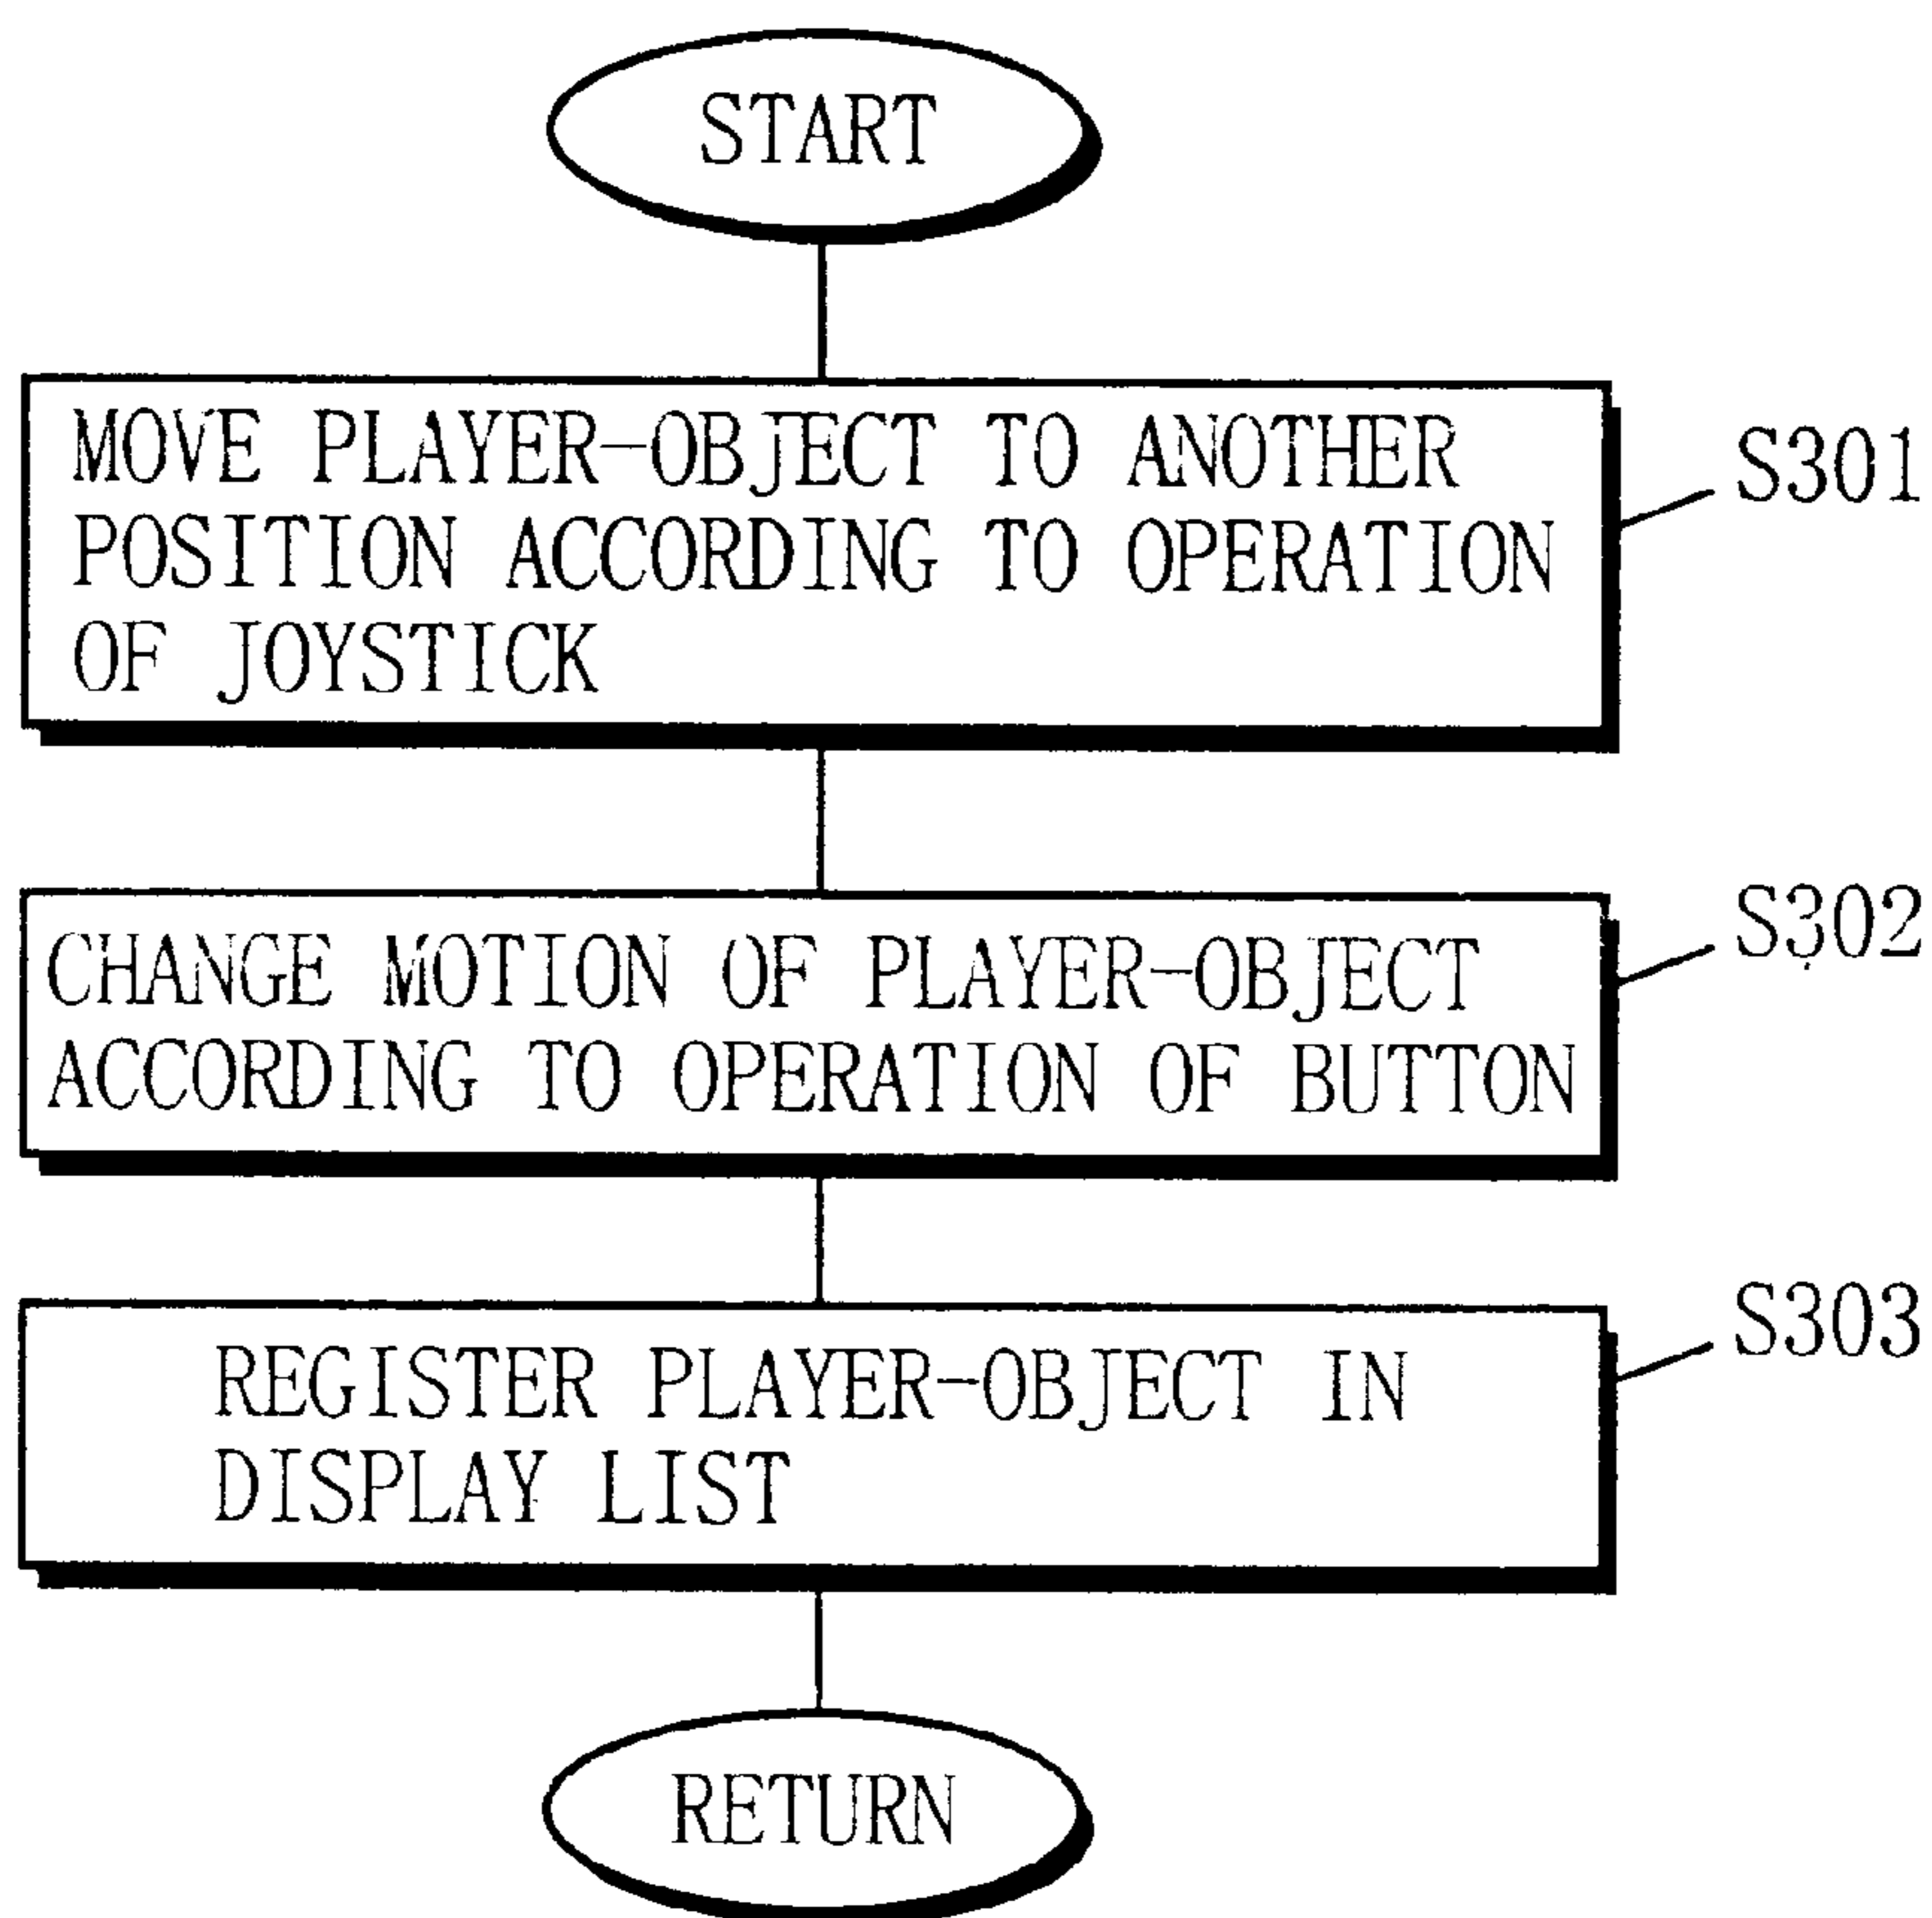 START
MOVE PLAYER-OBJECT TO ANOTHER
POSITION ACCORDING TO OPERATION
OF JOYSTICK
S301
CHANGE MOTION OF PLAYER-OBJECT
ACCORDING TO OPERATION OF BUTTON
S302
REGISTER PLAYER-OBJECT IN
DISPLAY LIST
S303
RETURN